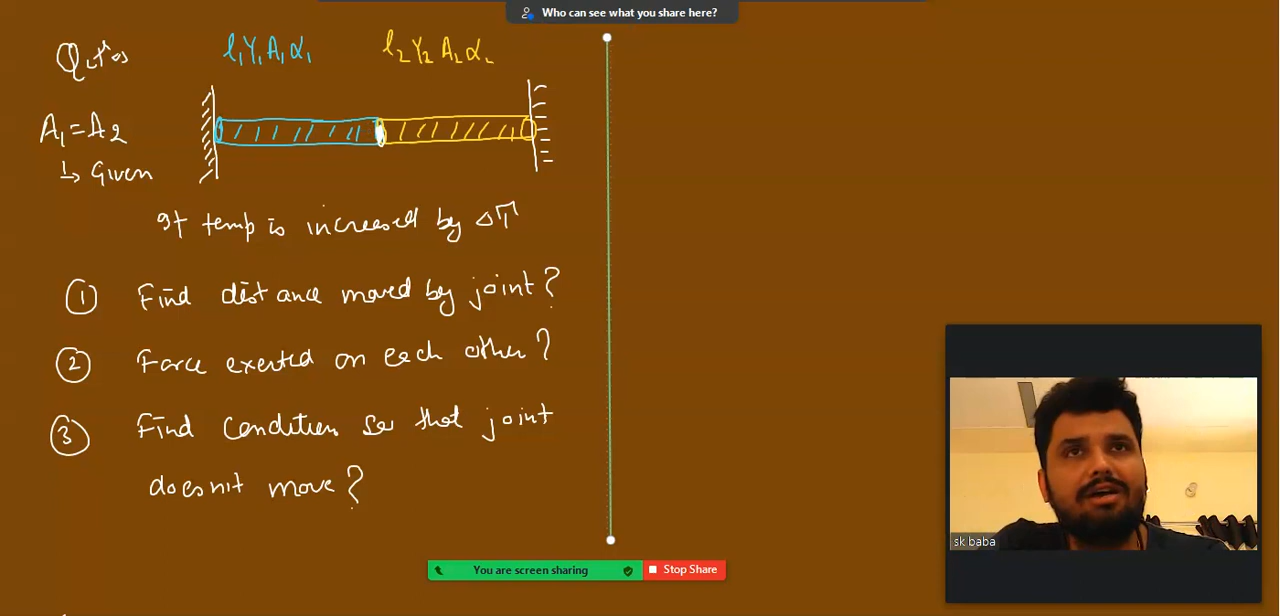 Who can see what you share here?
l₁Y₁A₁α₁ l₂Y₂A₂α₂
A₁=A₂
↳ Given
If temp is increased by ΔT
① Find distance moved by joint?
② Force exerted on each other?
③ Find condition so that joint
doesn't move?
sk baba
You are screen sharing Stop Share